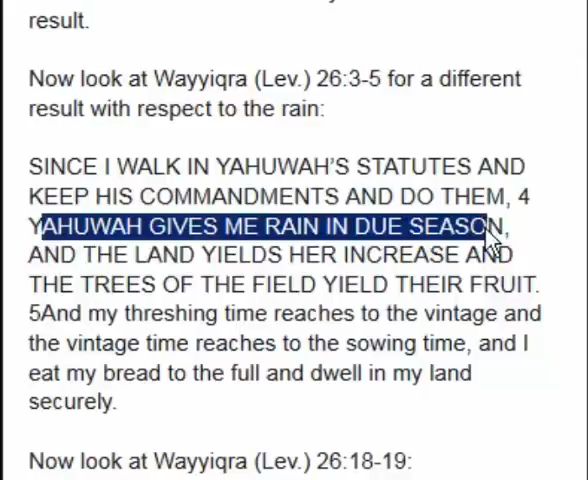 result.
Now look at Wayyiqra (Lev.) 26:3-5 for a different
result with respect to the rain:
SINCE I WALK IN YAHUWAH'S STATUTES AND
KEEP HIS COMMANDMENTS AND DO THEM, 4
YAHUWAH GIVES ME RAIN IN DUE SEASON,
AND THE LAND YIELDS HER INCREASE AND
THE TREES OF THE FIELD YIELD THEIR FRUIT.
5And my threshing time reaches to the vintage and
the vintage time reaches to the sowing time, and I
eat my bread to the full and dwell in my land
securely.
Now look at Wayyiqra (Lev.) 26:18-19: